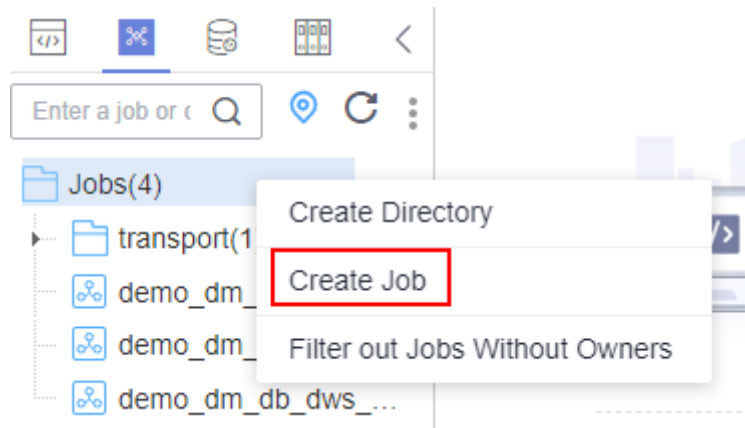 </>
Enter a job or
Jobs(4)
transport(1
Create Directory
demo_dm_
Create Job
demo_dm_
Filter out Jobs Without Owners
demo_dm_db_dws_...